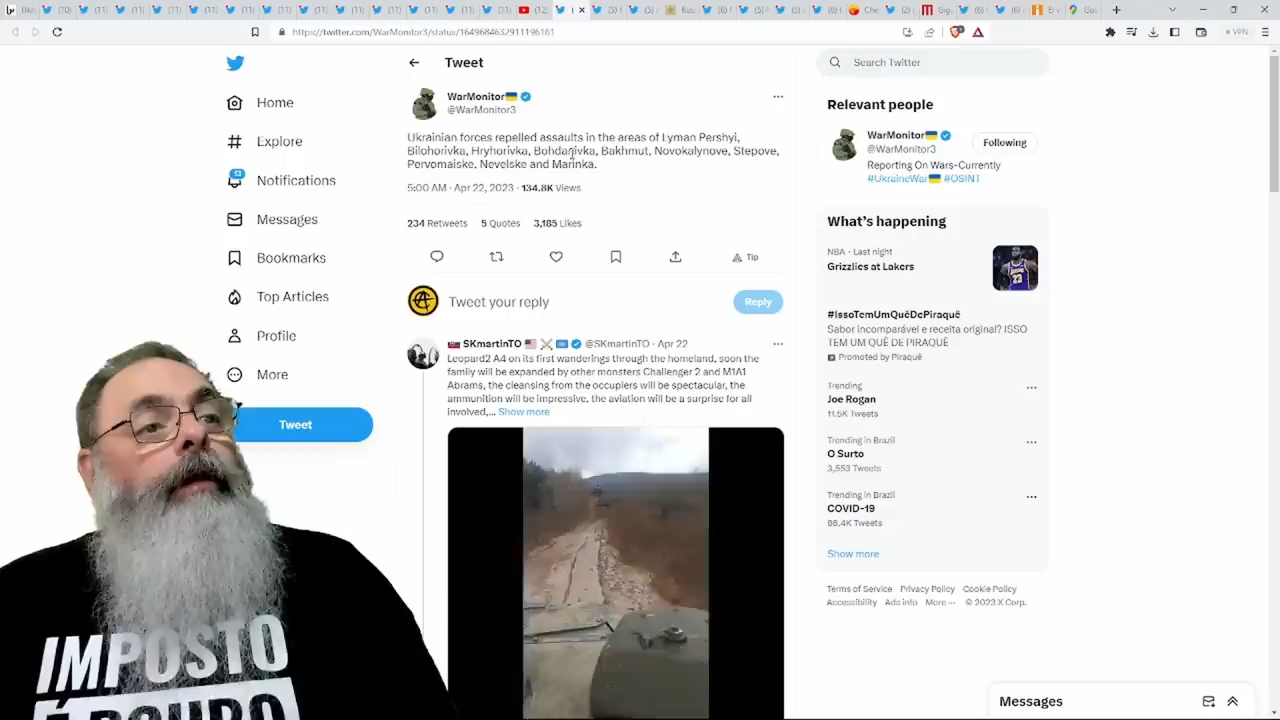 https://twitter.com/WarMonitor3/status/1649684632911196161
VPN
Home
Explore
Notifications
Messages
Bookmarks
Top Articles
Profile
More
Tweet
Tweet
WarMonitor
@WarMonitor3
Ukrainian forces repelled assaults in the areas of Lyman Pershyi,
Bilohorivka, Hryhorivka, Bohdanivka, Bakhmut, Novokalynove, Stepove,
Pervomaiske, Nevelske and Marinka.
5:00 AM · Apr 22, 2023 · 134.8K Views
234 Retweets 5 Quotes 3,185 Likes
Tip
Tweet your reply
Reply
SKmartinTO @SKmartinTO · Apr 22
Leopard2 A4 on its first wanderings through the homeland, soon the
family will be expanded by other monsters Challenger 2 and M1A1
Abrams, the cleansing from the occupiers will be spectacular, the
ammunition will be impressive, the aviation will be a surprise for all
involved,... Show more
Search Twitter
Relevant people
WarMonitor
@WarMonitor3
Following
Reporting On Wars-Currently
#UkraineWar #OSINT
What's happening
NBA · Last night
Grizzlies at Lakers
#IssoTemUmQuêDePiraquê
Sabor incomparável e receita original? ISSO
TEM UM QUÊ DE PIRAQUÊ
Promoted by Piraquê
Trending
Joe Rogan
11.5K Tweets
Trending in Brazil
O Surto
3,553 Tweets
Trending in Brazil
COVID-19
86.4K Tweets
Show more
Terms of Service Privacy Policy Cookie Policy
Accessibility Ads info More ··· © 2023 X Corp.
Messages
IMPOSTO
É ROUBO